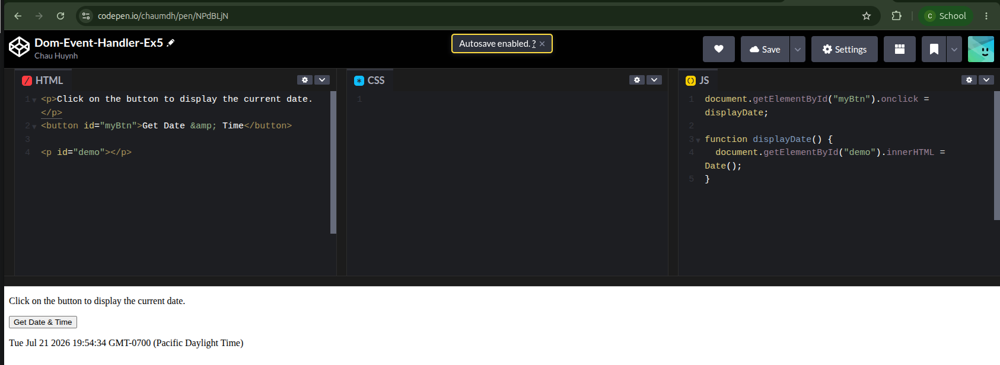 codepen.io/chaumdh/pen/NPdBLjN
C School
Dom-Event-Handler-Ex5
Chau Huynh
Autosave enabled. ? ×
Save
Settings
HTML
1 <p>Click on the button to display the current date.
</p>
2 <button id="myBtn">Get Date &amp; Time</button>
3
4 <p id="demo"></p>
CSS
1
JS
1 document.getElementById("myBtn").onclick =
displayDate;
2
3 function displayDate() {
4 document.getElementById("demo").innerHTML =
Date();
5 }
Click on the button to display the current date.
Get Date & Time
Tue Jul 21 2026 19:54:34 GMT-0700 (Pacific Daylight Time)